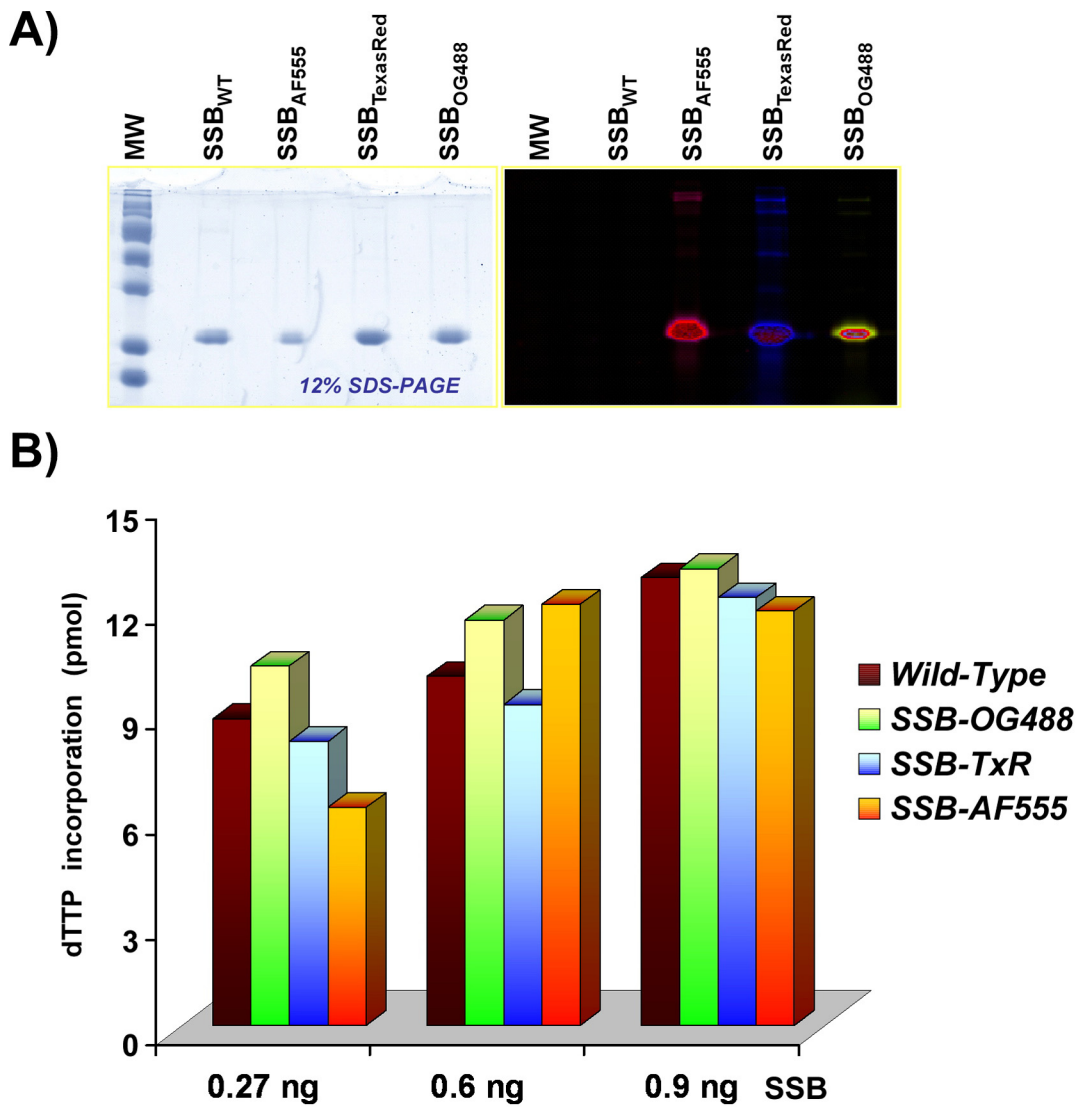 A)
MW SSBWT SSBAF555 SSBTexasRed SSBOG488
MW SSBWT SSBAF555 SSBTexasRed SSBOG488
12% SDS-PAGE
B)
dTTP incorporation (pmol)
15
12
9
6
3
0
0.27 ng 0.6 ng 0.9 ng SSB
Wild-Type
SSB-OG488
SSB-TxR
SSB-AF555